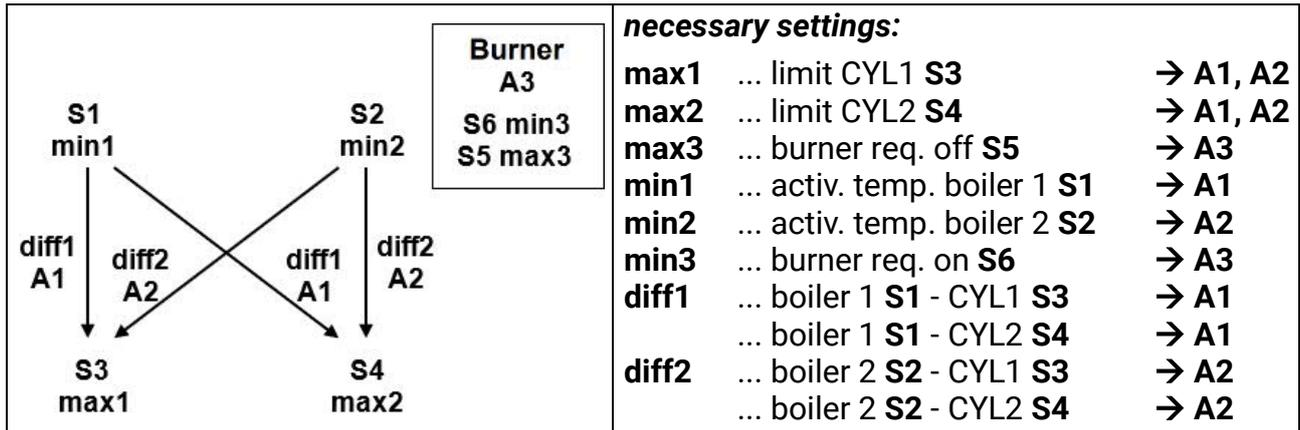 Burner
A3
S6 min3
S5 max3
S1
min1
S2
min2
diff1
A1
diff2
A2
diff1
A1
diff2
A2
S3
max1
S4
max2
necessary settings:
max1 ... limit CYL1 S3 → A1, A2
max2 ... limit CYL2 S4 → A1, A2
max3 ... burner req. off S5 → A3
min1 ... activ. temp. boiler 1 S1 → A1
min2 ... activ. temp. boiler 2 S2 → A2
min3 ... burner req. on S6 → A3
diff1 ... boiler 1 S1 - CYL1 S3 → A1
... boiler 1 S1 - CYL2 S4 → A1
diff2 ... boiler 2 S2 - CYL1 S3 → A2
... boiler 2 S2 - CYL2 S4 → A2